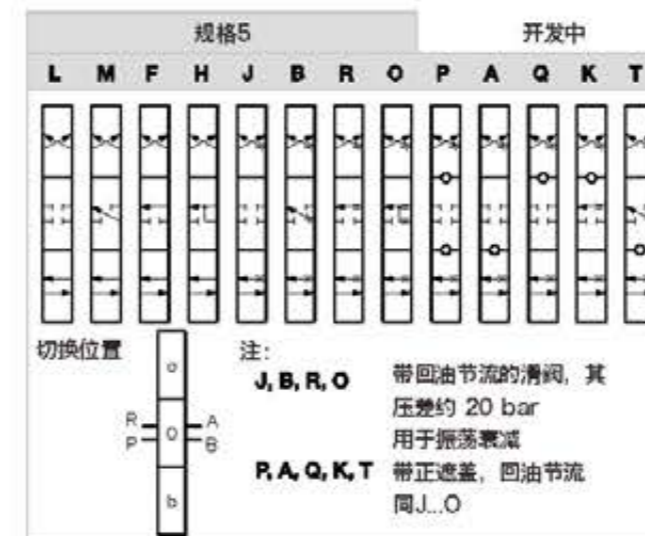 规格5 开发中
L M F H J B R O P A Q K T
切换位置 注:
J, B, R, O 带回油节流的滑阀, 其
压差约 20 bar
用于振荡衰减
P, A, Q, K, T 带正遮盖, 回油节流
同J...O
o
R O A
P B
b